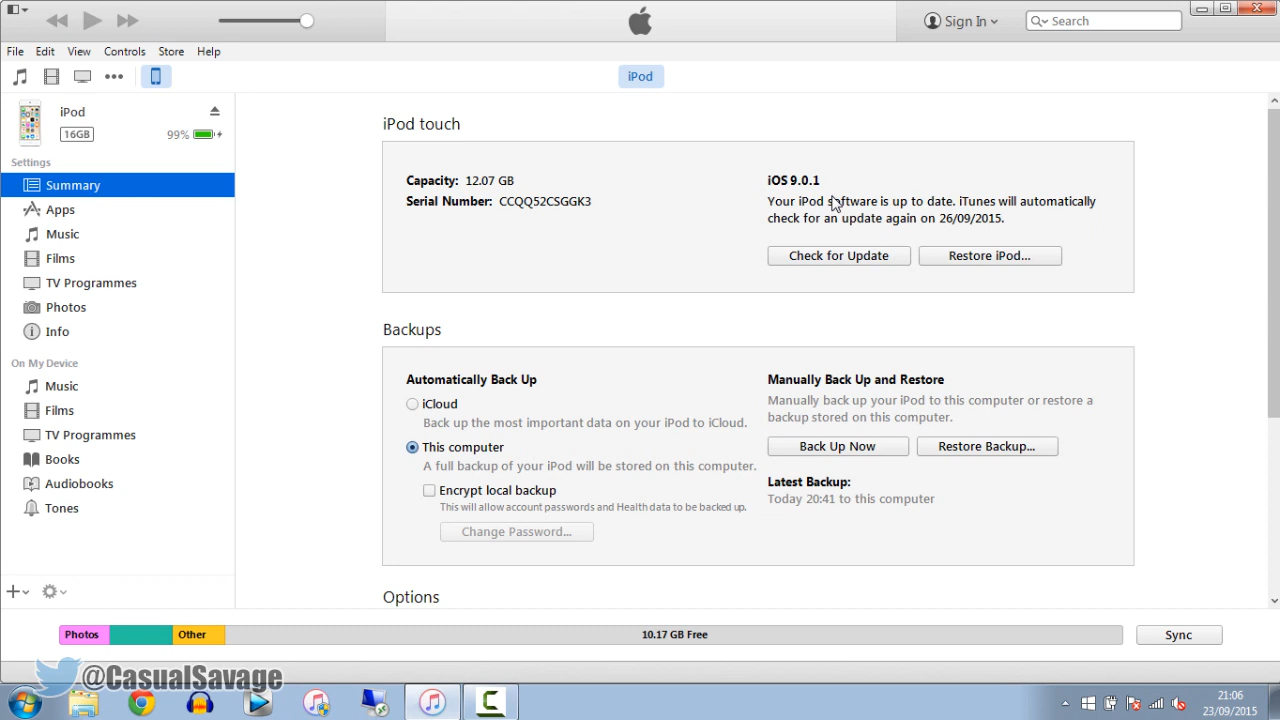 Sign In
Search
File Edit View Controls Store Help
iPod
iPod
16GB
99%
Settings
Summary
Apps
Music
Films
TV Programmes
Photos
Info
On My Device
Music
Films
TV Programmes
Books
Audiobooks
Tones
iPod touch
Capacity: 12.07 GB
Serial Number: CCQQ52CSGGK3
iOS 9.0.1
Your iPod software is up to date. iTunes will automatically
check for an update again on 26/09/2015.
Check for Update
Restore iPod...
Backups
Automatically Back Up
iCloud
Back up the most important data on your iPod to iCloud.
This computer
A full backup of your iPod will be stored on this computer.
Encrypt local backup
This will allow account passwords and Health data to be backed up.
Change Password...
Manually Back Up and Restore
Manually back up your iPod to this computer or restore a
backup stored on this computer.
Back Up Now
Restore Backup...
Latest Backup:
Today 20:41 to this computer
Options
Photos
Other
10.17 GB Free
Sync
@CasualSavage
21:06
23/09/2015